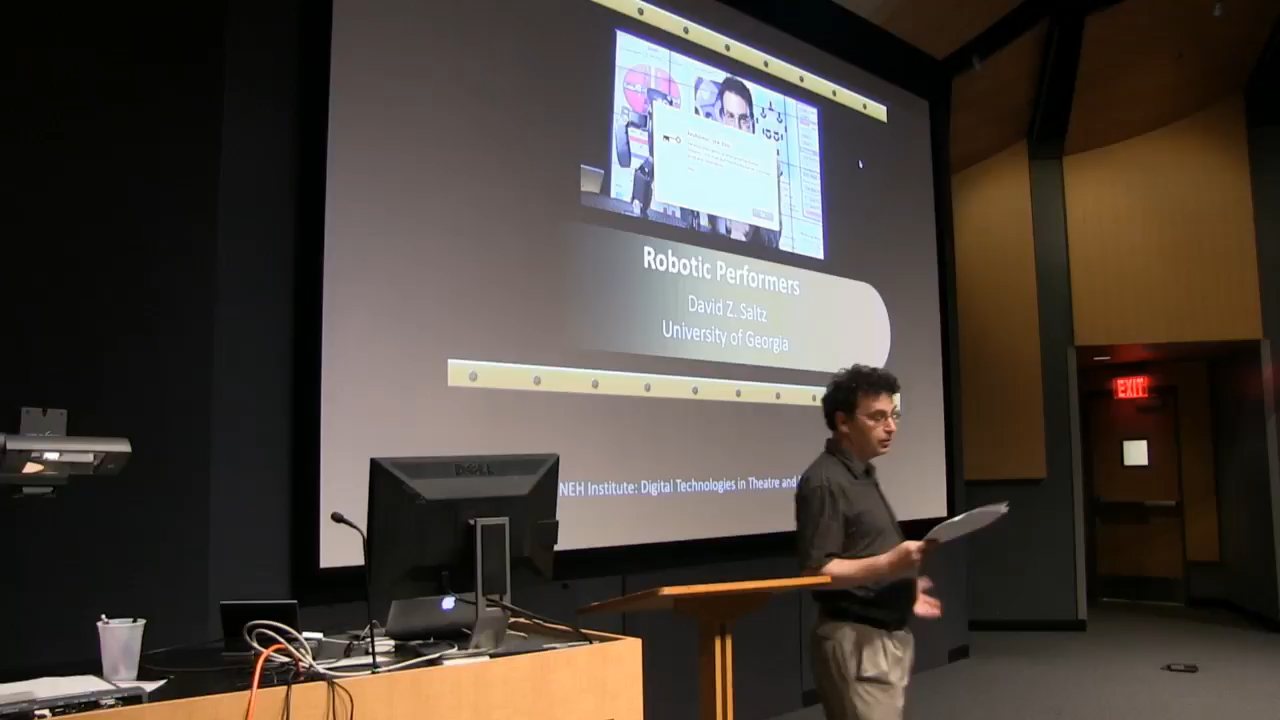 Robotic Performers
David Z. Saltz
University of Georgia
NEH Institute: Digital Technologies in Theatre and
DELL
EXIT